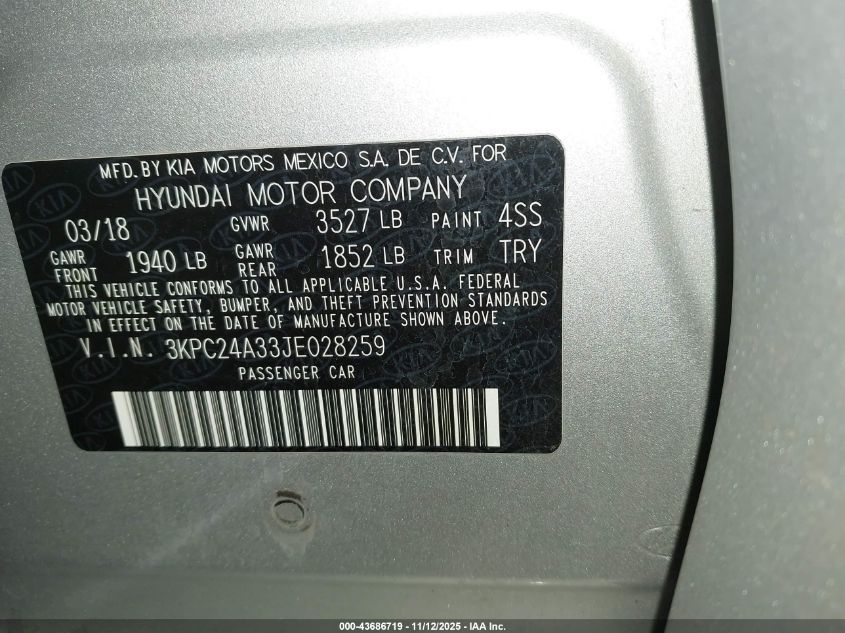 MFD. BY KIA MOTORS MEXICO S.A. DE C.V. FOR
HYUNDAI MOTOR COMPANY
03/18 GVWR 3527 LB PAINT 4SS
GAWR FRONT 1940 LB GAWR REAR 1852 LB TRIM TRY
THIS VEHICLE CONFORMS TO ALL APPLICABLE U.S.A. FEDERAL
MOTOR VEHICLE SAFETY, BUMPER, AND THEFT PREVENTION STANDARDS
IN EFFECT ON THE DATE OF MANUFACTURE SHOWN ABOVE.
V.I.N. 3KPC24A33JE028259
PASSENGER CAR
000-43686719 - 11/12/2025 - IAA Inc.